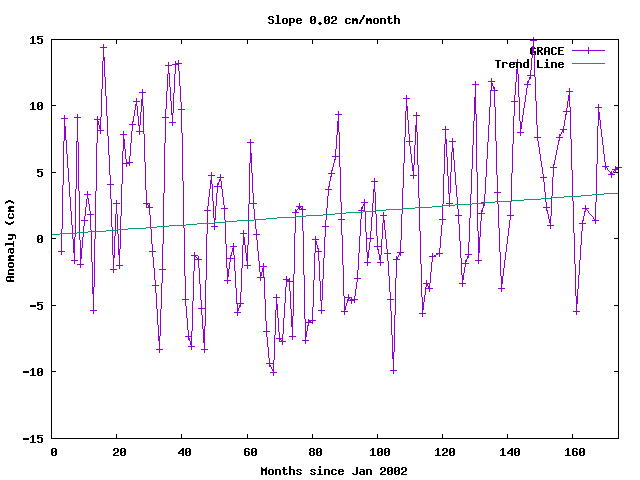 Slope 0.02 cm/month
15
10
5
0
-5
-10
-15
Anomaly (cm)
GRACE
Trend Line
0 20 40 60 80 100 120 140 160
Months since Jan 2002